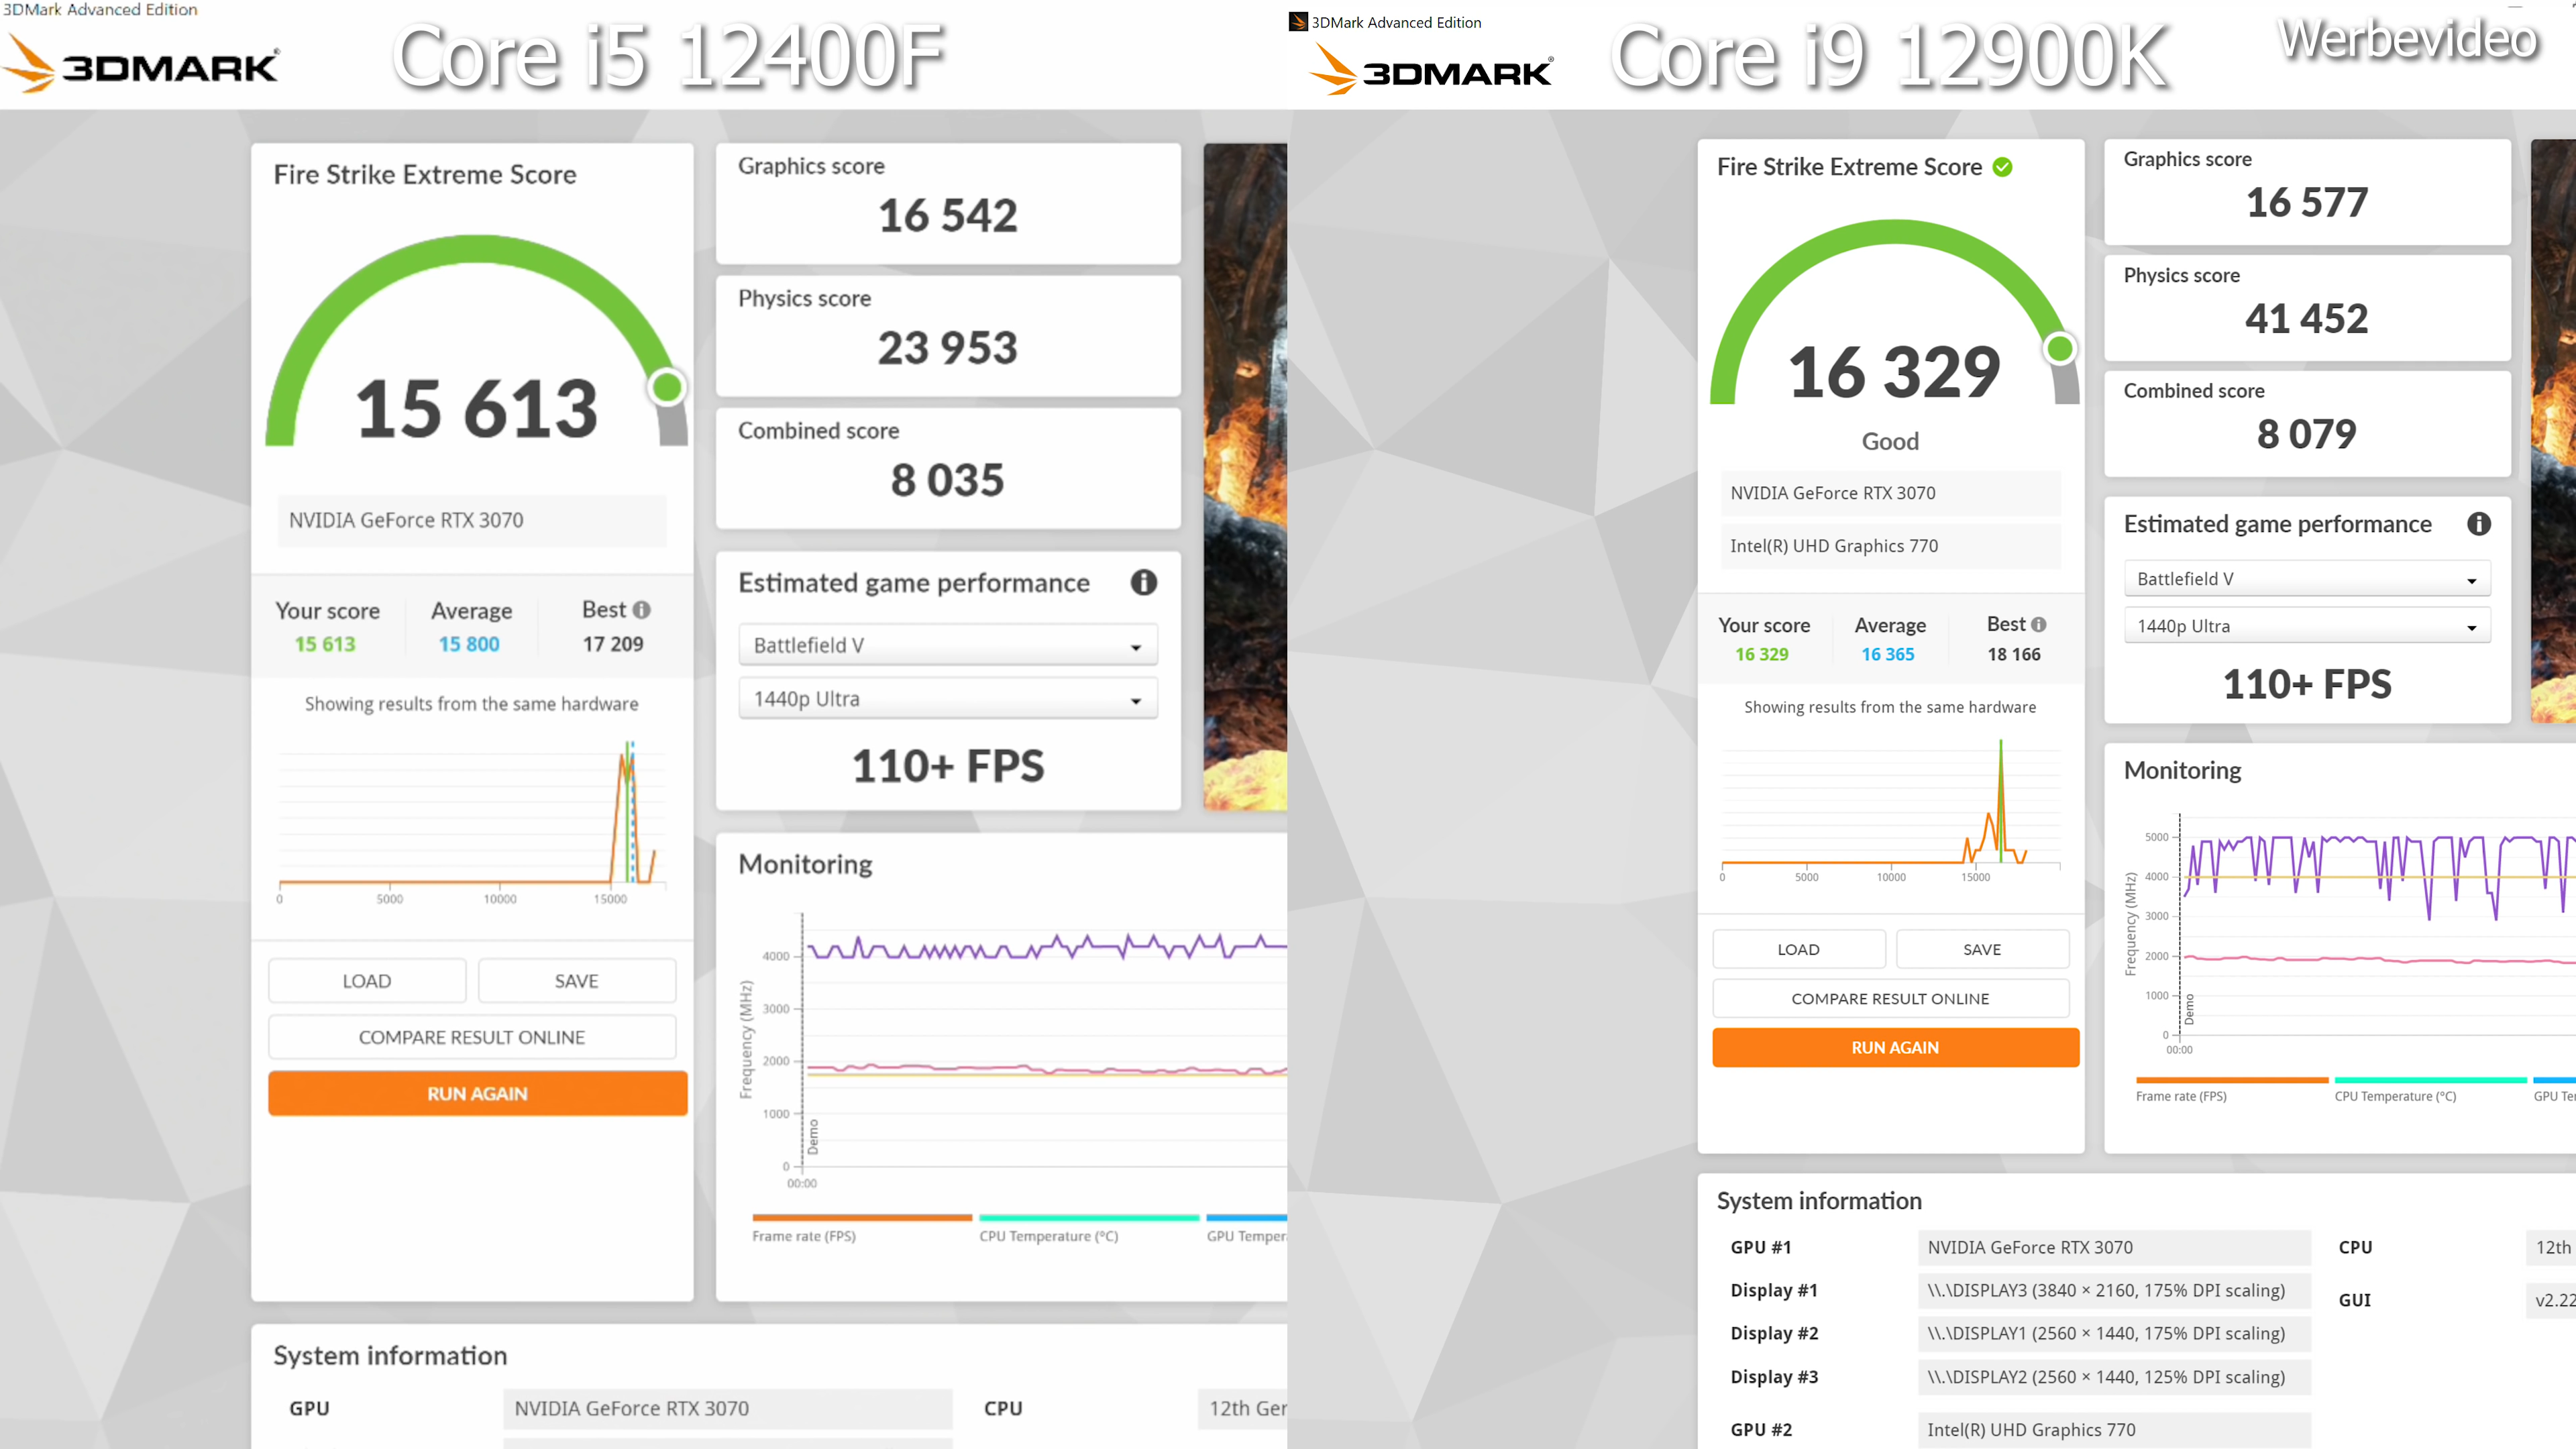 3DMark Advanced Edition
3DMARK
Core i5 12400F
Fire Strike Extreme Score
15 613
NVIDIA GeForce RTX 3070
Your score Average Best
15 613 15 800 17 209
Showing results from the same hardware
0 5000 10000 15000
LOAD SAVE
COMPARE RESULT ONLINE
RUN AGAIN
Graphics score
16 542
Physics score
23 953
Combined score
8 035
Estimated game performance
Battlefield V
1440p Ultra
110+ FPS
Monitoring
Frequency (MHz)
4000
3000
2000
1000
0
Demo
00:00
Frame rate (FPS) CPU Temperature (°C) GPU Temper
System information
GPU NVIDIA GeForce RTX 3070 CPU 12th Ger
3DMark Advanced Edition
3DMARK
Core i9 12900K
Werbevideo
Fire Strike Extreme Score
16 329
Good
NVIDIA GeForce RTX 3070
Intel(R) UHD Graphics 770
Your score Average Best
16 329 16 365 18 166
Showing results from the same hardware
0 5000 10000 15000
LOAD SAVE
COMPARE RESULT ONLINE
RUN AGAIN
Graphics score
16 577
Physics score
41 452
Combined score
8 079
Estimated game performance
Battlefield V
1440p Ultra
110+ FPS
Monitoring
Frequency (MHz)
5000
4000
3000
2000
1000
0
Demo
00:00
Frame rate (FPS) CPU Temperature (°C) GPU Te
System information
GPU #1 NVIDIA GeForce RTX 3070 CPU 12th
Display #1 \\.\DISPLAY3 (3840 × 2160, 175% DPI scaling) GUI v2.22
Display #2 \\.\DISPLAY1 (2560 × 1440, 175% DPI scaling)
Display #3 \\.\DISPLAY2 (2560 × 1440, 125% DPI scaling)
GPU #2 Intel(R) UHD Graphics 770